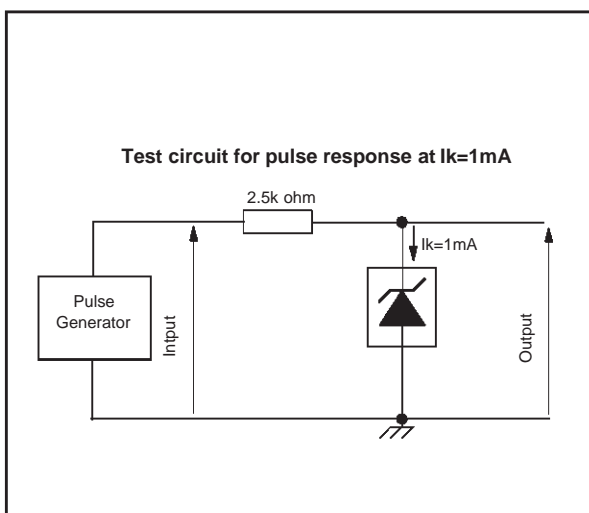 Test circuit for pulse response at Ik=1mA
2.5k ohm
Ik=1mA
Pulse
Generator
Intput
Output